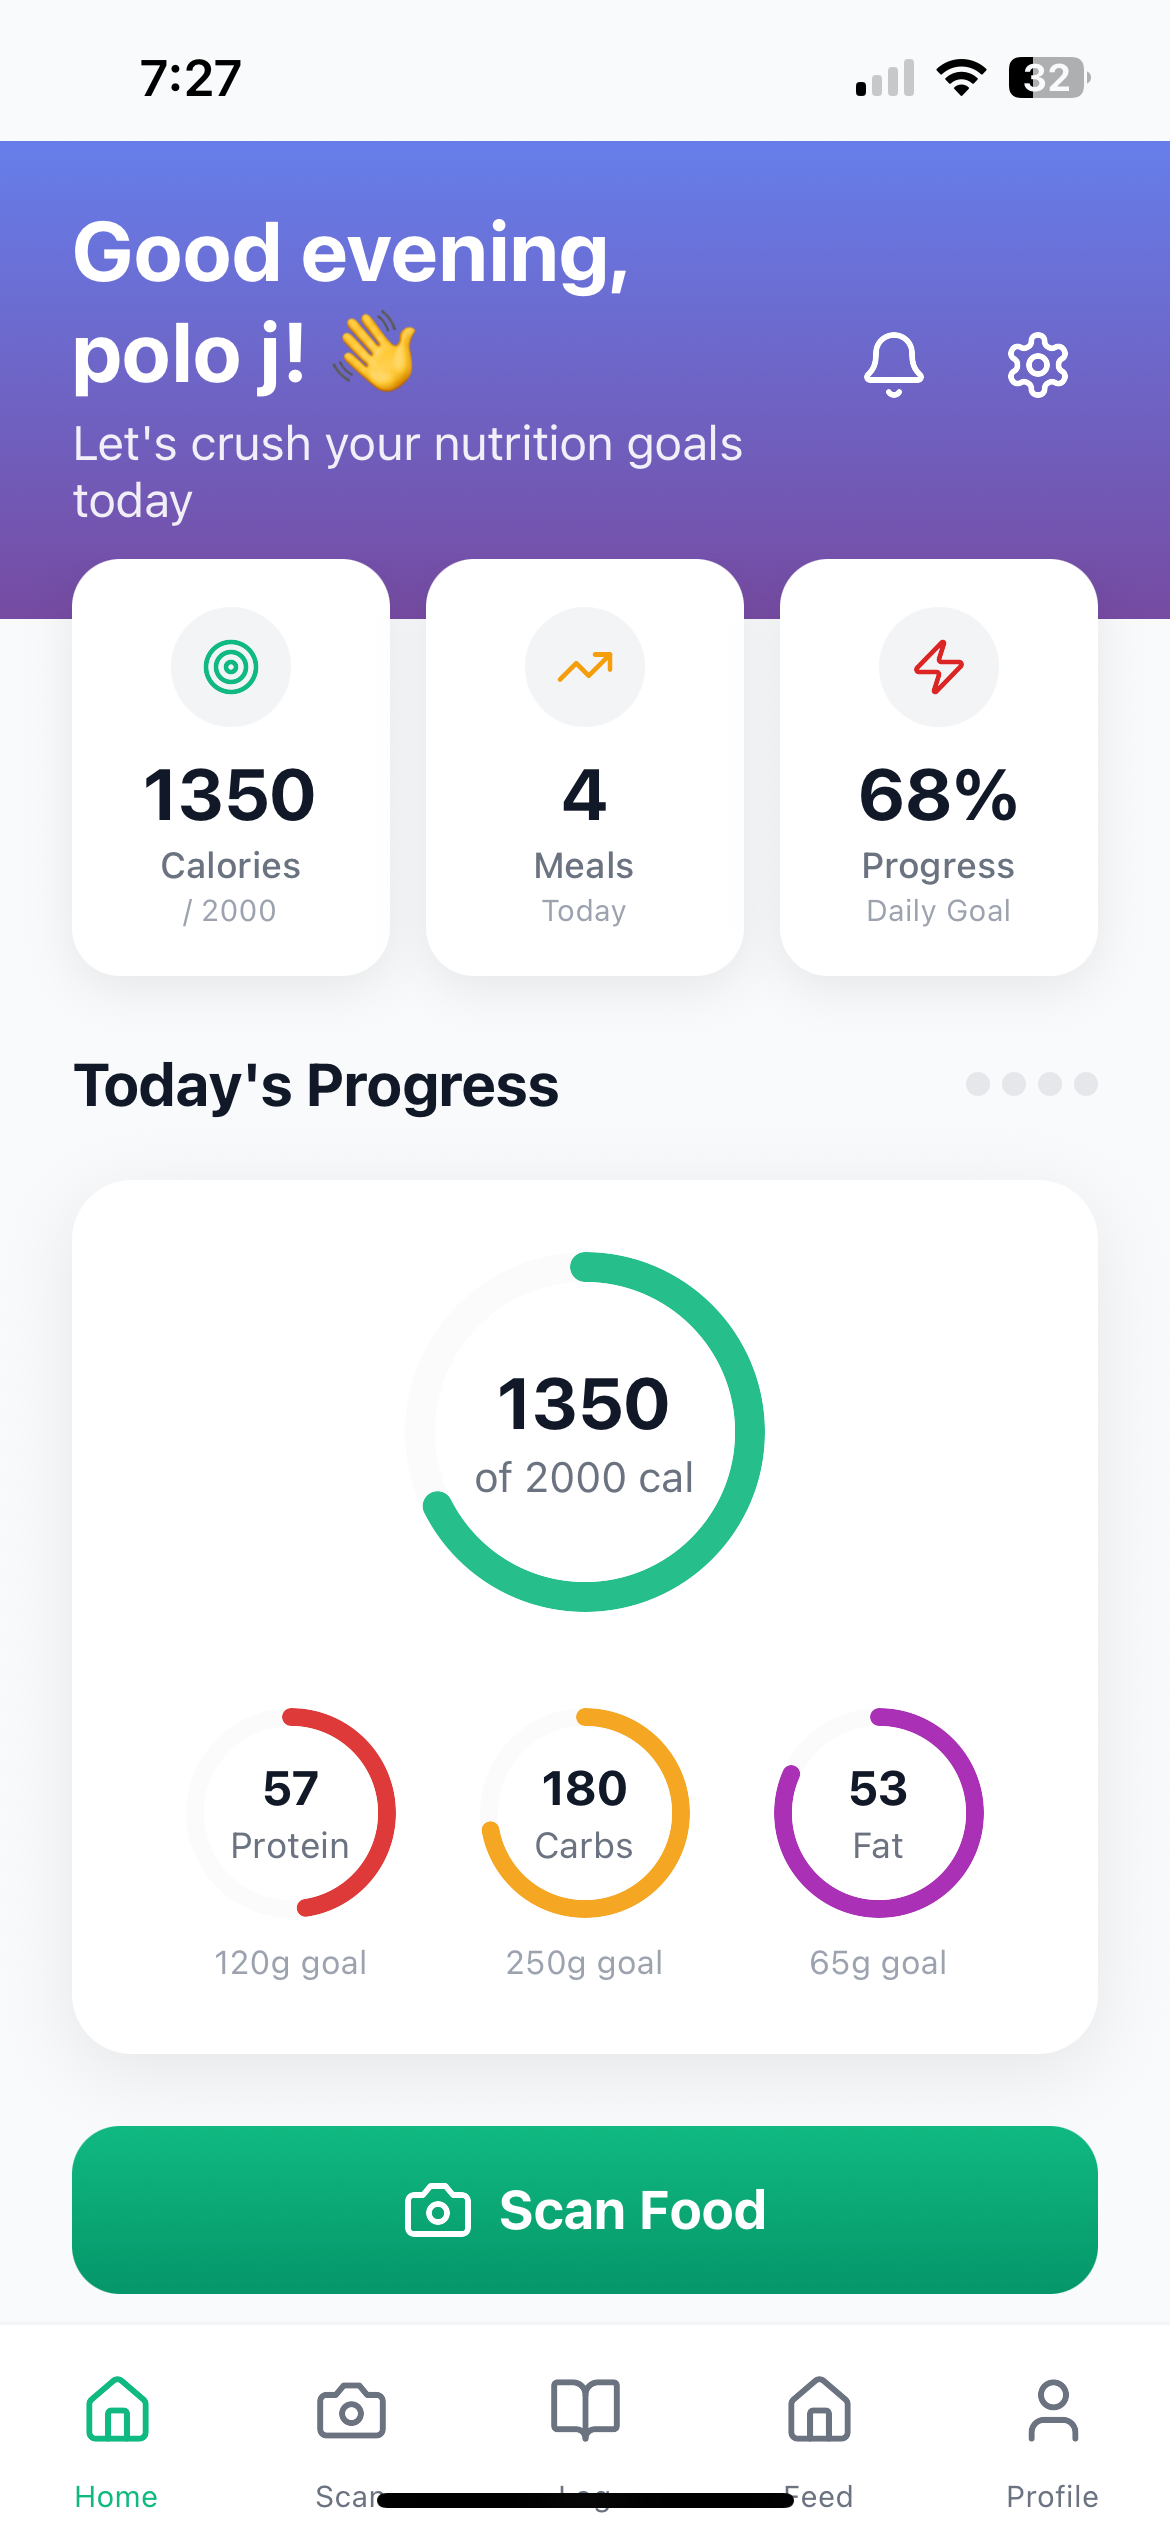 7:27
32
Good evening,
polo j! 👋
Let's crush your nutrition goals
today
1350
Calories
/ 2000
4
Meals
Today
68%
Progress
Daily Goal
Today's Progress
1350
of 2000 cal
57
Protein
120g goal
180
Carbs
250g goal
53
Fat
65g goal
Scan Food
Home
Scan
Log
Feed
Profile